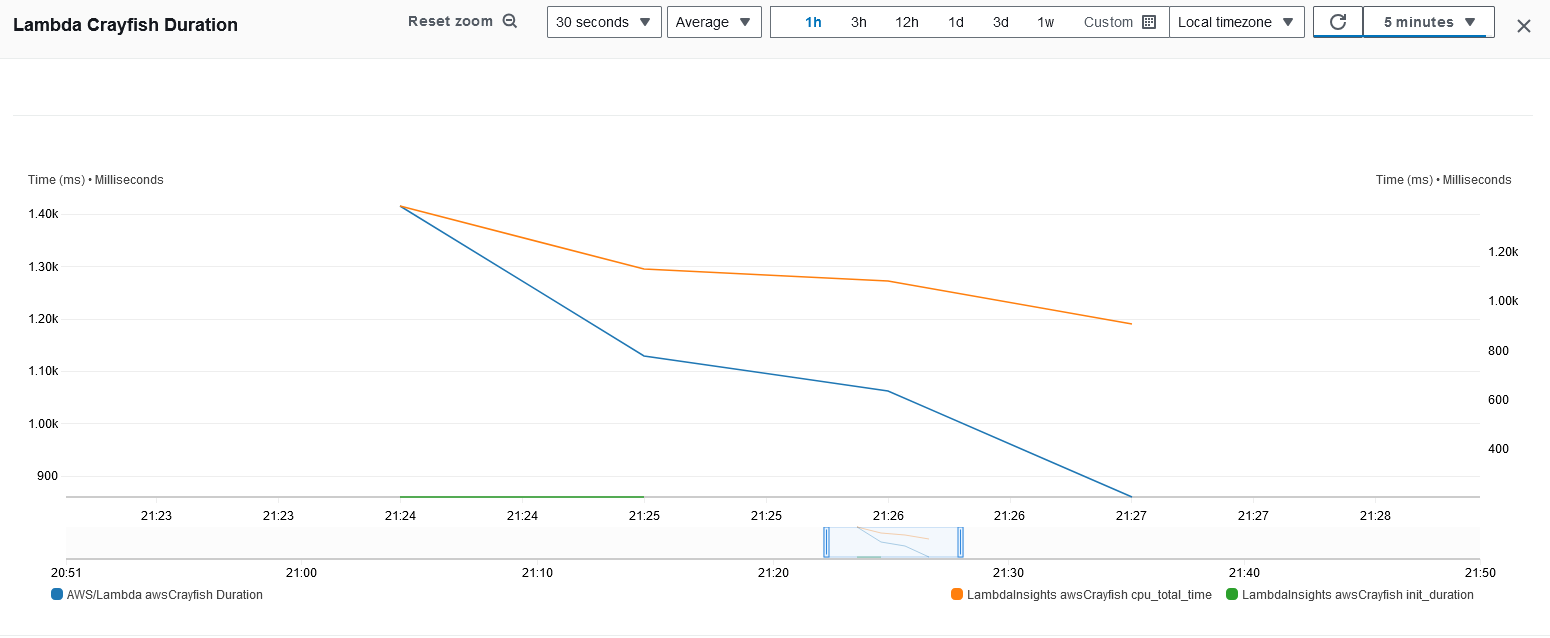 Lambda Crayfish Duration
Reset zoom
30 seconds
Average
1h 3h 12h 1d 3d 1w Custom
Local timezone
5 minutes
Time (ms) • Milliseconds
Time (ms) • Milliseconds
1.40k
1.30k
1.20k
1.10k
1.00k
900
1.20k
1.00k
800
600
400
21:23 21:23 21:24 21:24 21:25 21:25 21:26 21:26 21:27 21:27 21:28
20:51 21:00 21:10 21:20 21:30 21:40 21:50
AWS/Lambda awsCrayfish Duration
LambdaInsights awsCrayfish cpu_total_time
LambdaInsights awsCrayfish init_duration